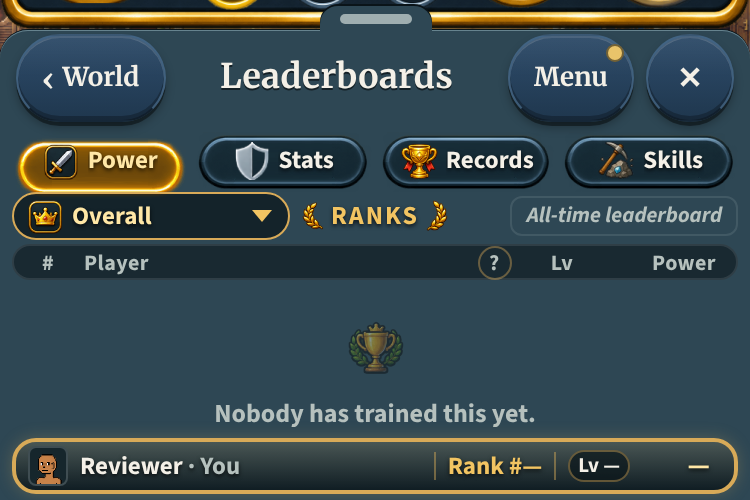 ‹ World
Leaderboards
Menu
✕
Power
Stats
Records
Skills
Overall
RANKS
All-time leaderboard
# Player ? Lv Power
Nobody has trained this yet.
Reviewer · You Rank #— Lv — —